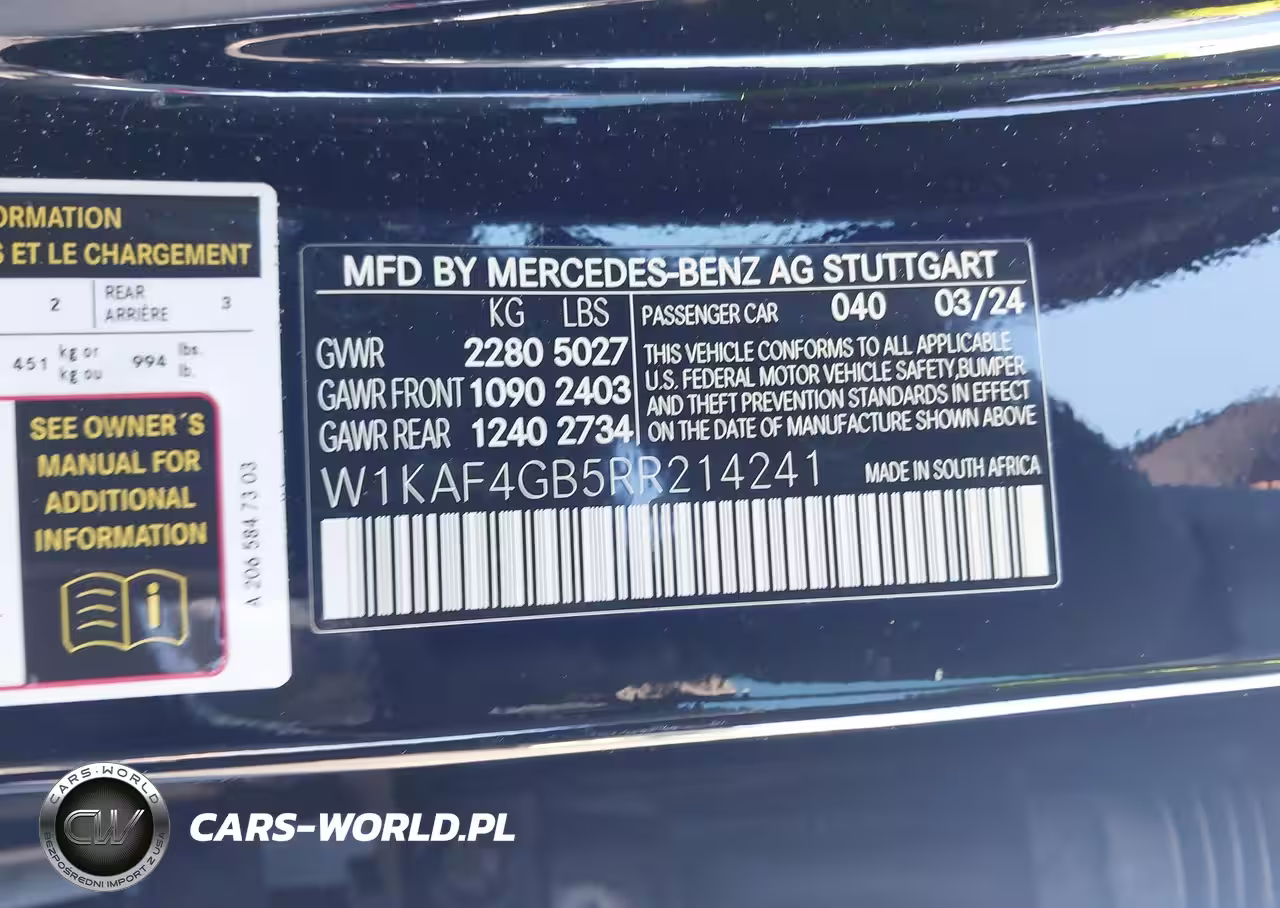 ORMATION
S ET LE CHARGEMENT
2 REAR ARRIÈRE 3
451 kg or kg ou 994 lbs. lb.
SEE OWNER´S
MANUAL FOR
ADDITIONAL
INFORMATION
i
A 206 584 73 03
MFD BY MERCEDES-BENZ AG STUTTGART
KG LBS
GVWR 2280 5027
GAWR FRONT 1090 2403
GAWR REAR 1240 2734
PASSENGER CAR 040 03/24
THIS VEHICLE CONFORMS TO ALL APPLICABLE
U.S. FEDERAL MOTOR VEHICLE SAFETY,BUMPER
AND THEFT PREVENTION STANDARDS IN EFFECT
ON THE DATE OF MANUFACTURE SHOWN ABOVE
W1KAF4GB5RR214241 MADE IN SOUTH AFRICA
CARS-WORLD
CW
BEZPOŚREDNI IMPORT Z USA
CARS-WORLD.PL